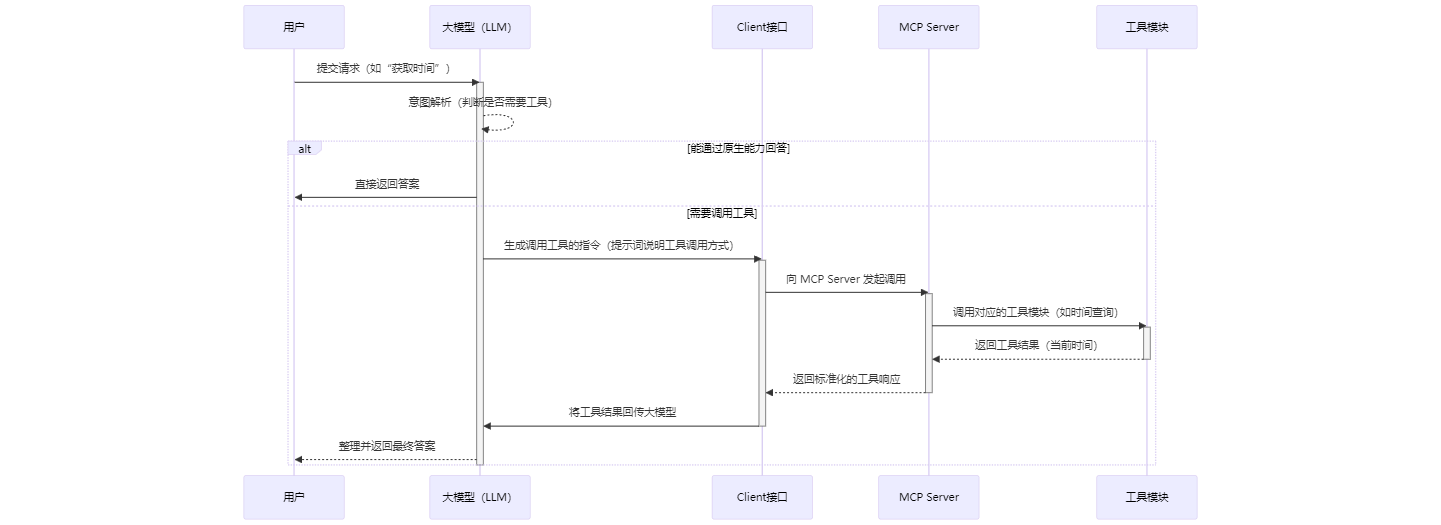 用户
大模型（LLM）
Client接口
MCP Server
工具模块
提交请求（如“获取时间”）
意图解析（判断是否需要工具）
alt
[能通过原生能力回答]
直接返回答案
[需要调用工具]
生成调用工具的指令（提示词说明工具调用方式）
向 MCP Server 发起调用
调用对应的工具模块（如时间查询）
返回工具结果（当前时间）
返回标准化的工具响应
将工具结果回传大模型
整理并返回最终答案
用户
大模型（LLM）
Client接口
MCP Server
工具模块